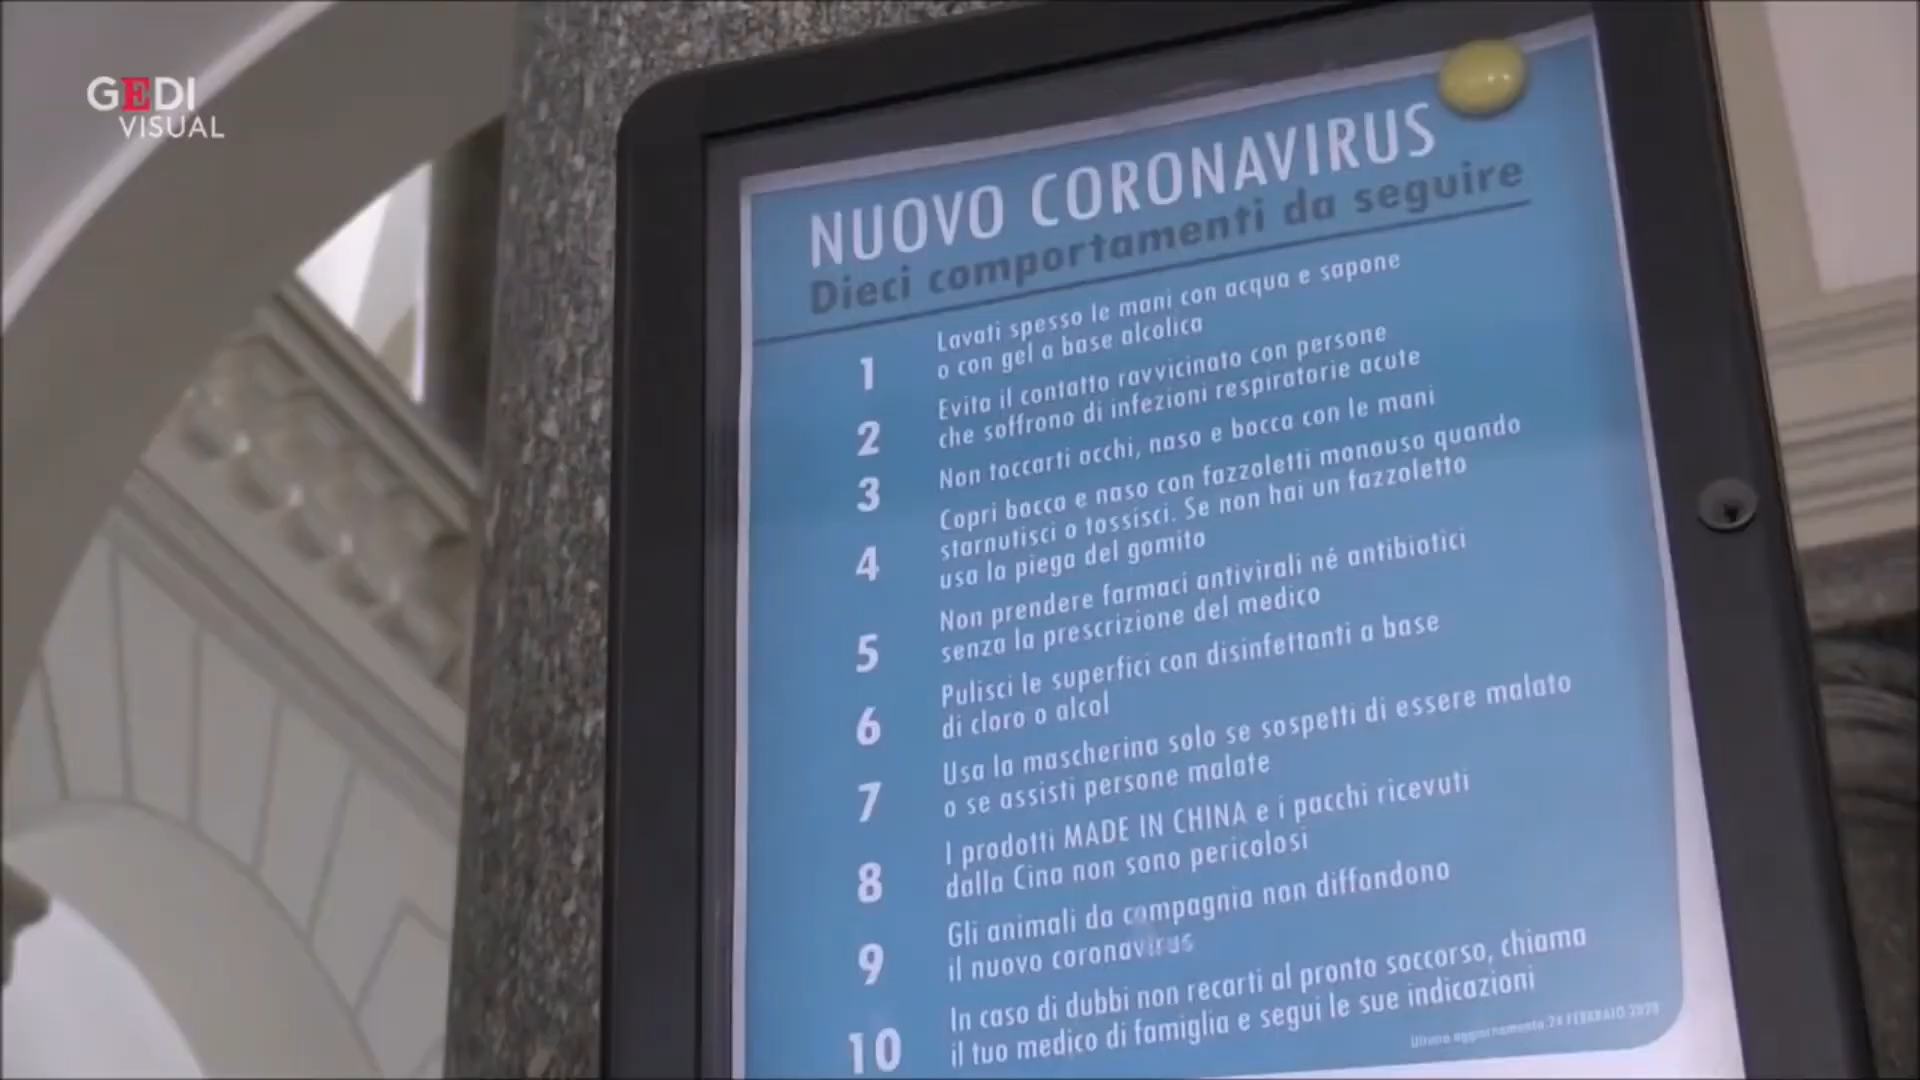 GEDI
VISUAL
NUOVO CORONAVIRUS
Dieci comportamenti da seguire
1
Lavati spesso le mani con acqua e sapone
o con gel a base alcolica
2
Evita il contatto ravvicinato con persone
che soffrono di infezioni respiratorie acute
3
Non toccarti occhi, naso e bocca con le mani
4
Copri bocca e naso con fazzoletti monouso quando
starnutisci o tossisci. Se non hai un fazzoletto
usa la piega del gomito
5
Non prendere farmaci antivirali né antibiotici
senza la prescrizione del medico
6
Pulisci le superfici con disinfettanti a base
di cloro o alcol
7
Usa la mascherina solo se sospetti di essere malato
o se assisti persone malate
8
I prodotti MADE IN CHINA e i pacchi ricevuti
dalla Cina non sono pericolosi
9
Gli animali da compagnia non diffondono
il nuovo coronavirus
10
In caso di dubbi non recarti al pronto soccorso, chiama
il tuo medico di famiglia e segui le sue indicazioni
Ultimo aggiornamento 24 FEBBRAIO 2020